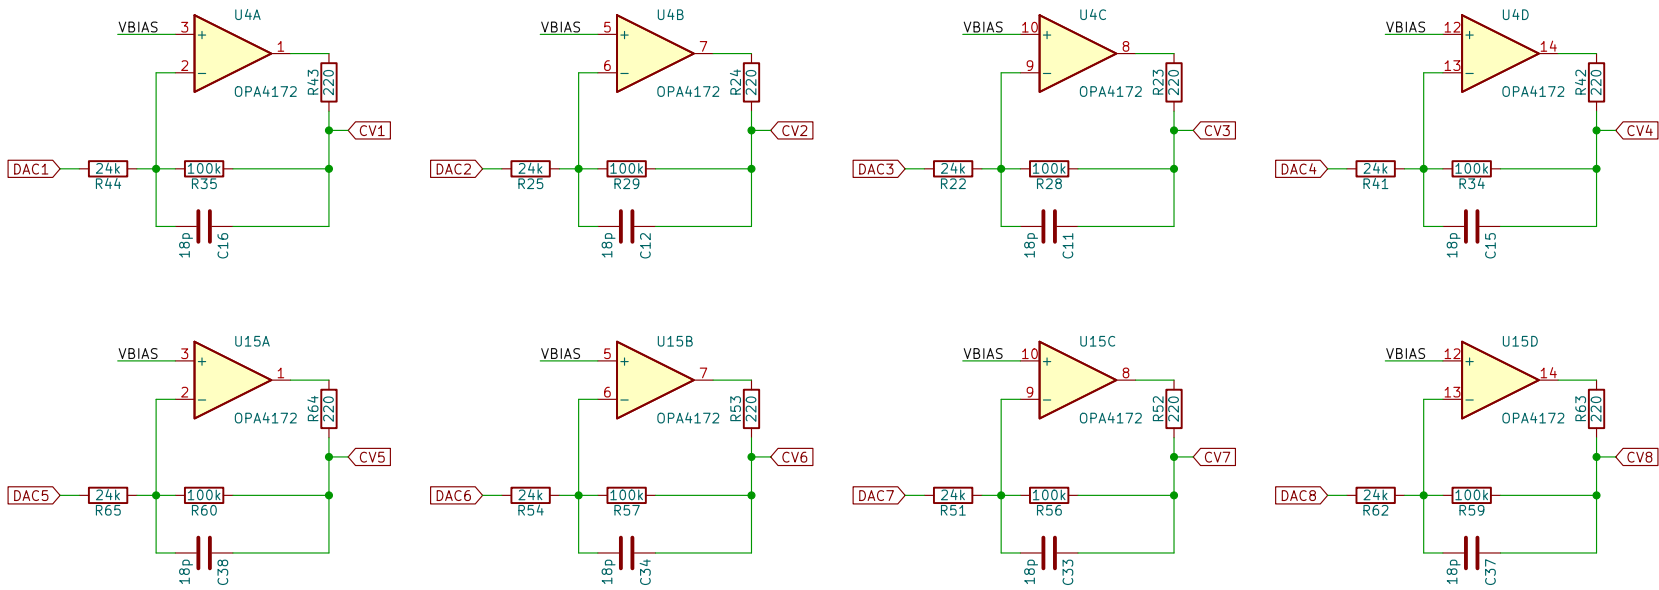 U4A
VBIAS 3 + 1
2 −
R43 220
OPA4172
CV1
DAC1 24k 100k
R44 R35
18p C16
U4B
VBIAS 5 + 7
6 −
R24 220
OPA4172
CV2
DAC2 24k 100k
R25 R29
18p C12
U4C
VBIAS 10 + 8
9 −
R23 220
OPA4172
CV3
DAC3 24k 100k
R22 R28
18p C11
U4D
VBIAS 12 + 14
13 −
R42 220
OPA4172
CV4
DAC4 24k 100k
R41 R34
18p C15
U15A
VBIAS 3 + 1
2 −
R64 220
OPA4172
CV5
DAC5 24k 100k
R65 R60
18p C38
U15B
VBIAS 5 + 7
6 −
R53 220
OPA4172
CV6
DAC6 24k 100k
R54 R57
18p C34
U15C
VBIAS 10 + 8
9 −
R52 220
OPA4172
CV7
DAC7 24k 100k
R51 R56
18p C33
U15D
VBIAS 12 + 14
13 −
R63 220
OPA4172
CV8
DAC8 24k 100k
R62 R59
18p C37